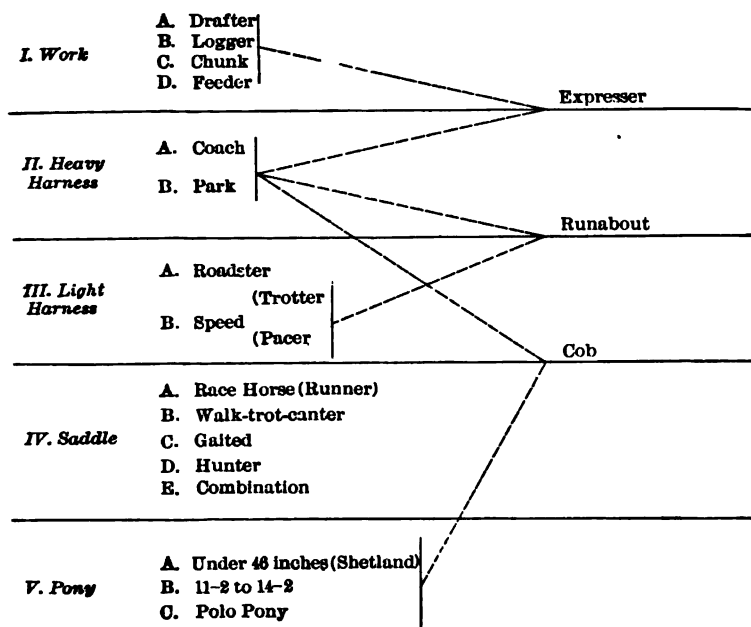 I. Work
A. Drafter
B. Logger
C. Chunk
D. Feeder
Expresser
II. Heavy
Harness
A. Coach
B. Park
Runabout
III. Light
Harness
A. Roadster
(Trotter
B. Speed
(Pacer
Cob
IV. Saddle
A. Race Horse (Runner)
B. Walk-trot-canter
C. Gaited
D. Hunter
E. Combination
V. Pony
A. Under 46 inches (Shetland)
B. 11-2 to 14-2
C. Polo Pony